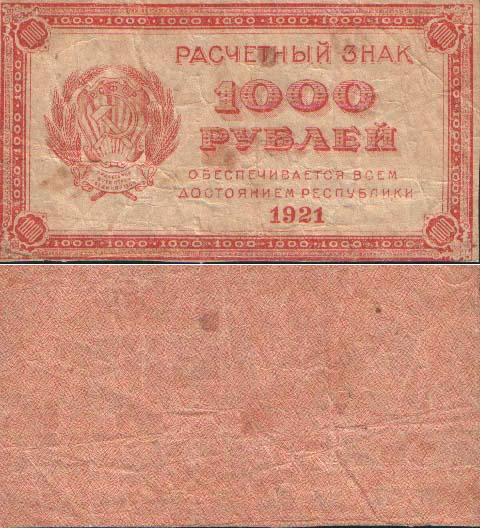 РАСЧЕТНЫЙ ЗНАК
1000
РУБЛЕЙ
ОБЕСПЕЧИВАЕТСЯ ВСЕМ
ДОСТОЯНИЕМ РЕСПУБЛИКИ
1921